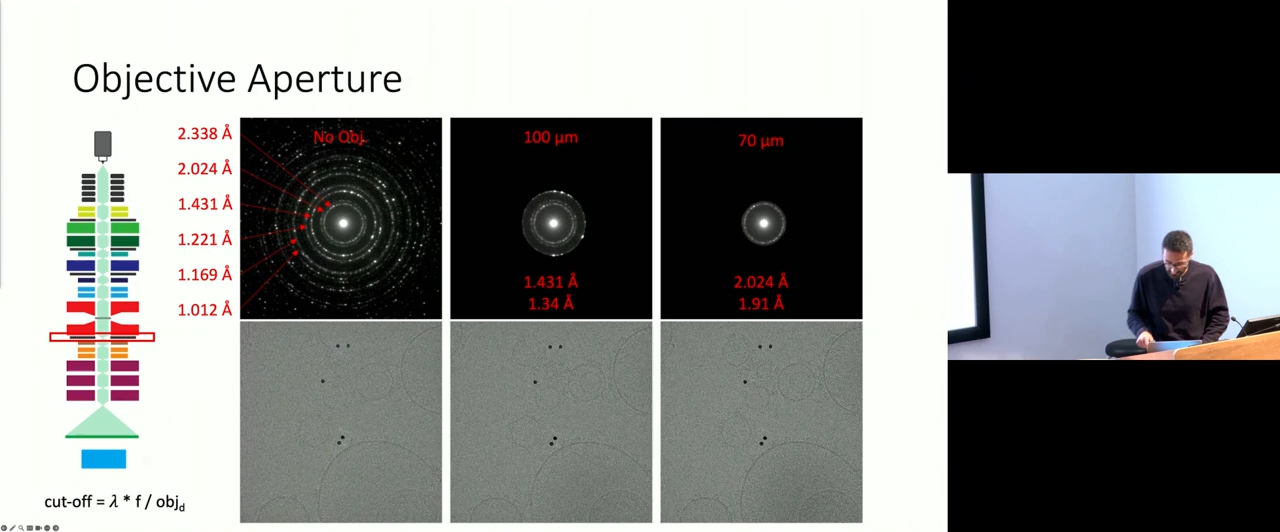 Objective Aperture
2.338 Å
2.024 Å
1.431 Å
1.221 Å
1.169 Å
1.012 Å
No Obj.
100 μm
1.431 Å
1.34 Å
70 μm
2.024 Å
1.91 Å
cut-off = λ * f / obj_d